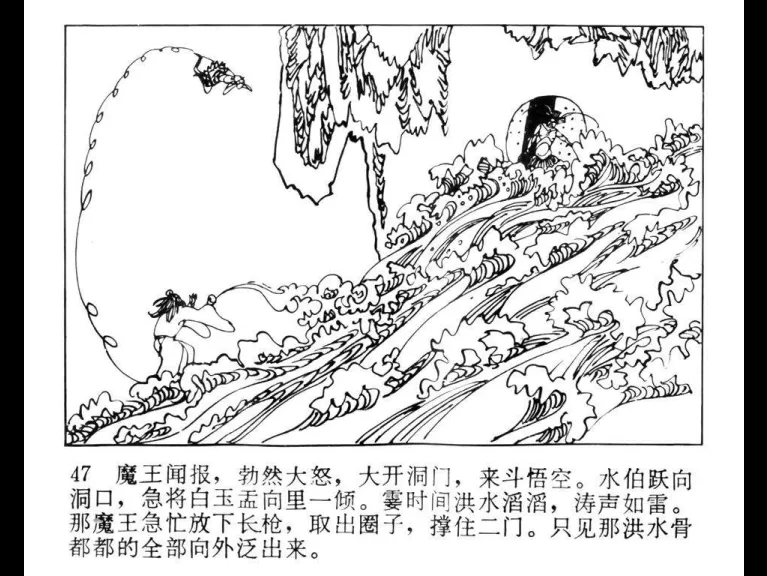 47 魔王闻报，勃然大怒，大开洞门，来斗悟空。水伯跃向
洞口，急将白玉盂向里一倾。霎时间洪水滔滔，涛声如雷。
那魔王急忙放下长枪，取出圈子，撑住二门。只见那洪水骨
都都的全部向外泛出来。